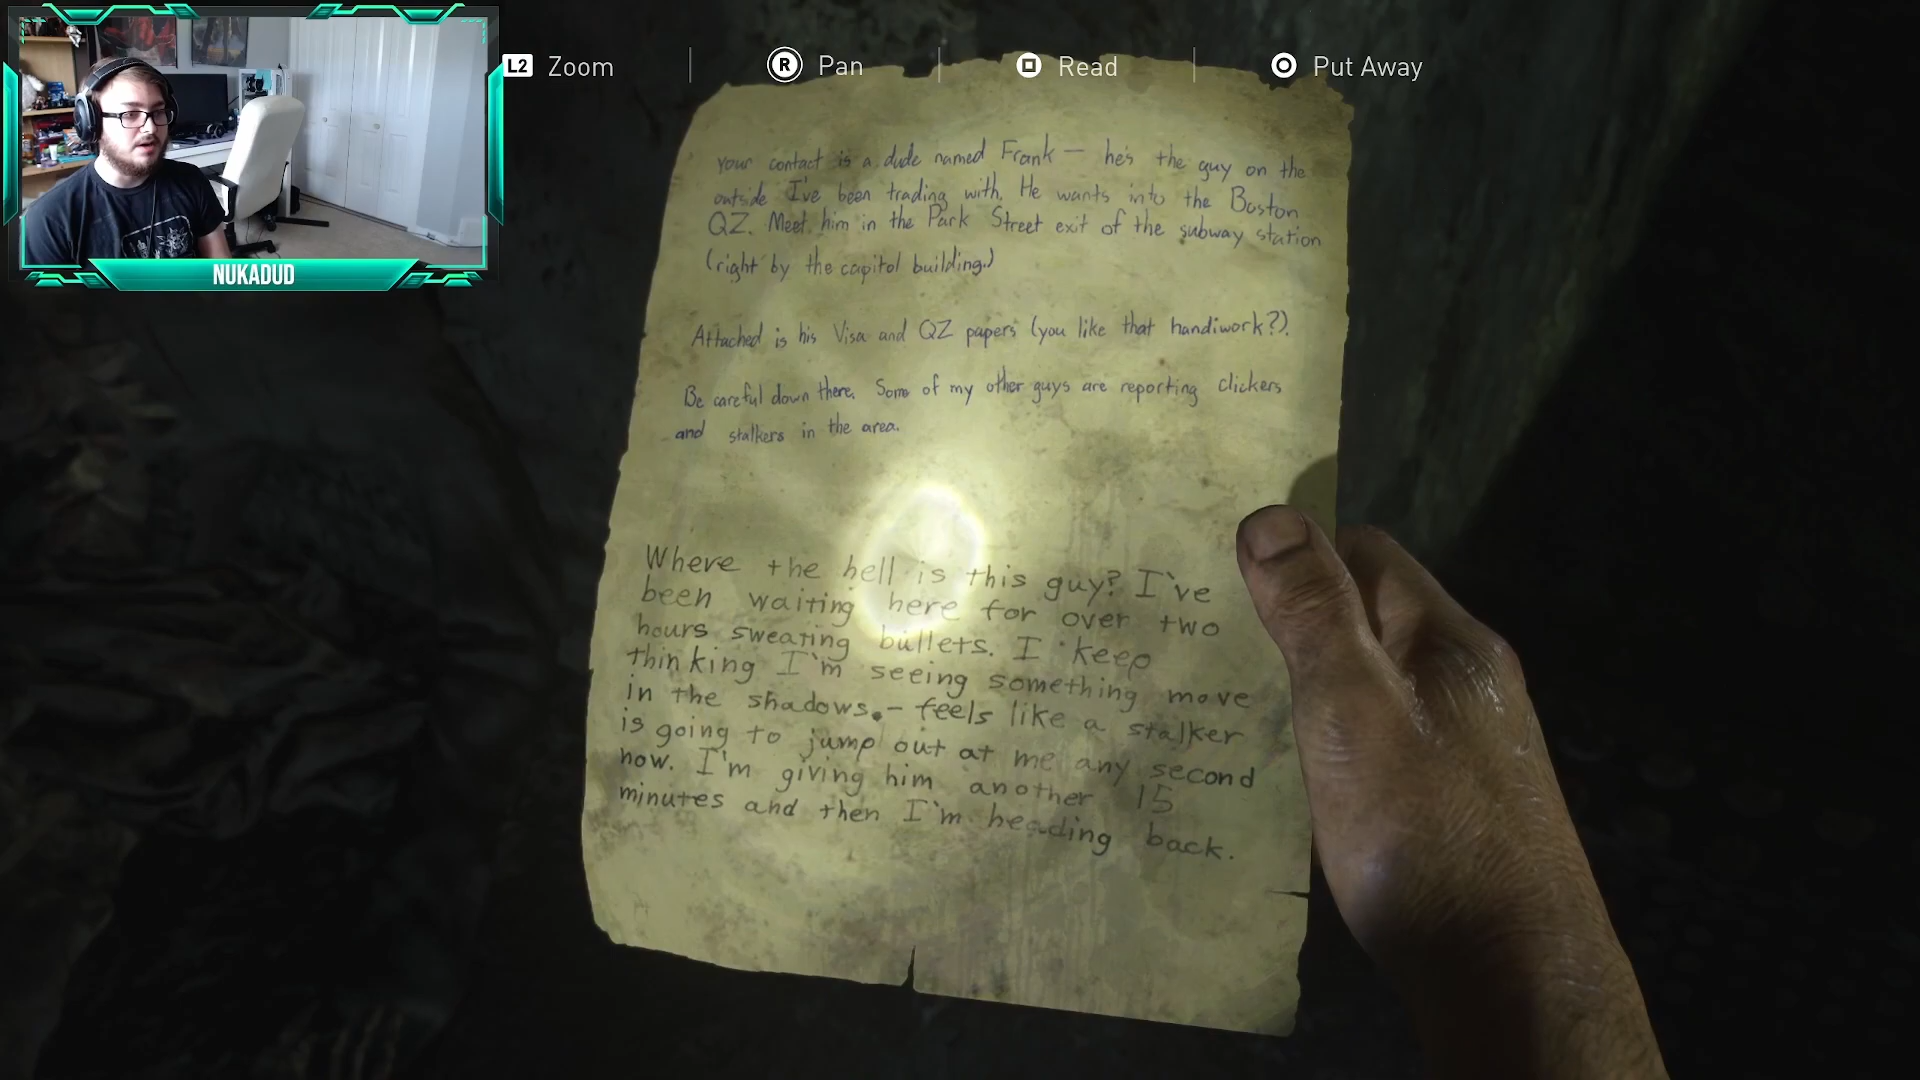 L2 Zoom R Pan Read Put Away
NUKADUD
your contact is a dude named Frank — he's the guy on the
outside I've been trading with. He wants into the Boston
QZ. Meet him in the Park Street exit of the subway station
(right by the capitol building.)
Attached is his Visa and QZ papers (you like that handiwork?).
Be careful down there. Some of my other guys are reporting clickers
and stalkers in the area.
Where the hell is this guy? I've
been waiting here for over two
hours sweating bullets. I keep
thinking I'm seeing something move
in the shadows. - feels like a stalker
is going to jump out at me any second
now. I'm giving him another 15
minutes and then I'm heading back.